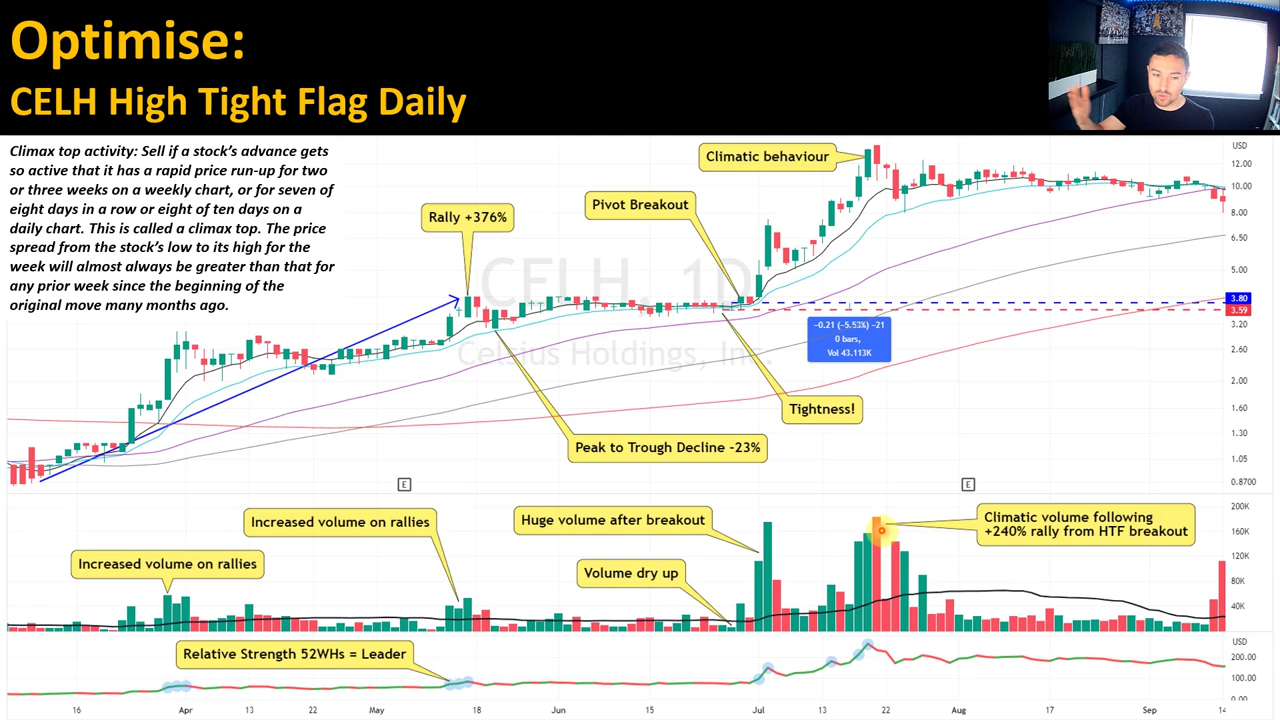 Optimise:
CELH High Tight Flag Daily
Climax top activity: Sell if a stock's advance gets
so active that it has a rapid price run-up for two
or three weeks on a weekly chart, or for seven of
eight days in a row or eight of ten days on a
daily chart. This is called a climax top. The price
spread from the stock's low to its high for the
week will almost always be greater than that for
any prior week since the beginning of the
original move many months ago.
Climatic behaviour
Pivot Breakout
Rally +376%
CELH, 1D
Celsius Holdings, Inc.
-0.21 (-5.53%) -21
0 bars,
Vol 43.113K
Tightness!
Peak to Trough Decline -23%
USD
12.00
10.00
8.00
6.50
5.00
3.80
3.59
3.20
2.60
2.00
1.60
1.30
1.05
0.8700
E
E
Increased volume on rallies
Increased volume on rallies
Huge volume after breakout
Volume dry up
Climatic volume following
+240% rally from HTF breakout
200K
160K
120K
80K
40K
Relative Strength 52WHs = Leader
USD
200.00
100.00
0.00
16
Apr
13
22
May
18
Jun
15
Jul
13
22
Aug
17
Sep
14